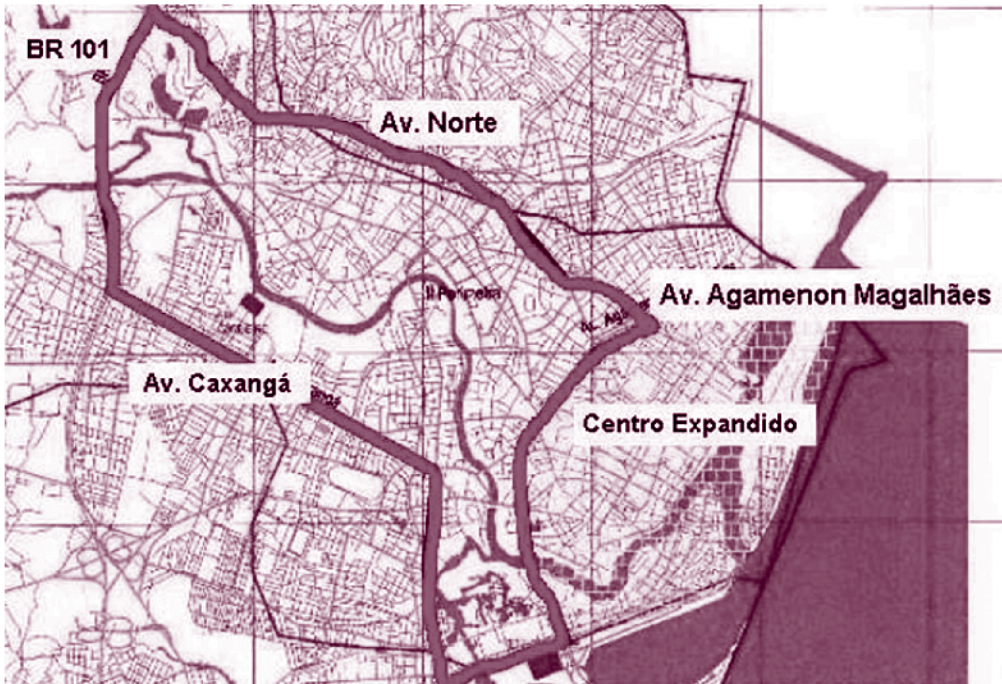 BR 101
Av. Norte
Av. Agamenon Magalhães
Av. Caxangá
Centro Expandido